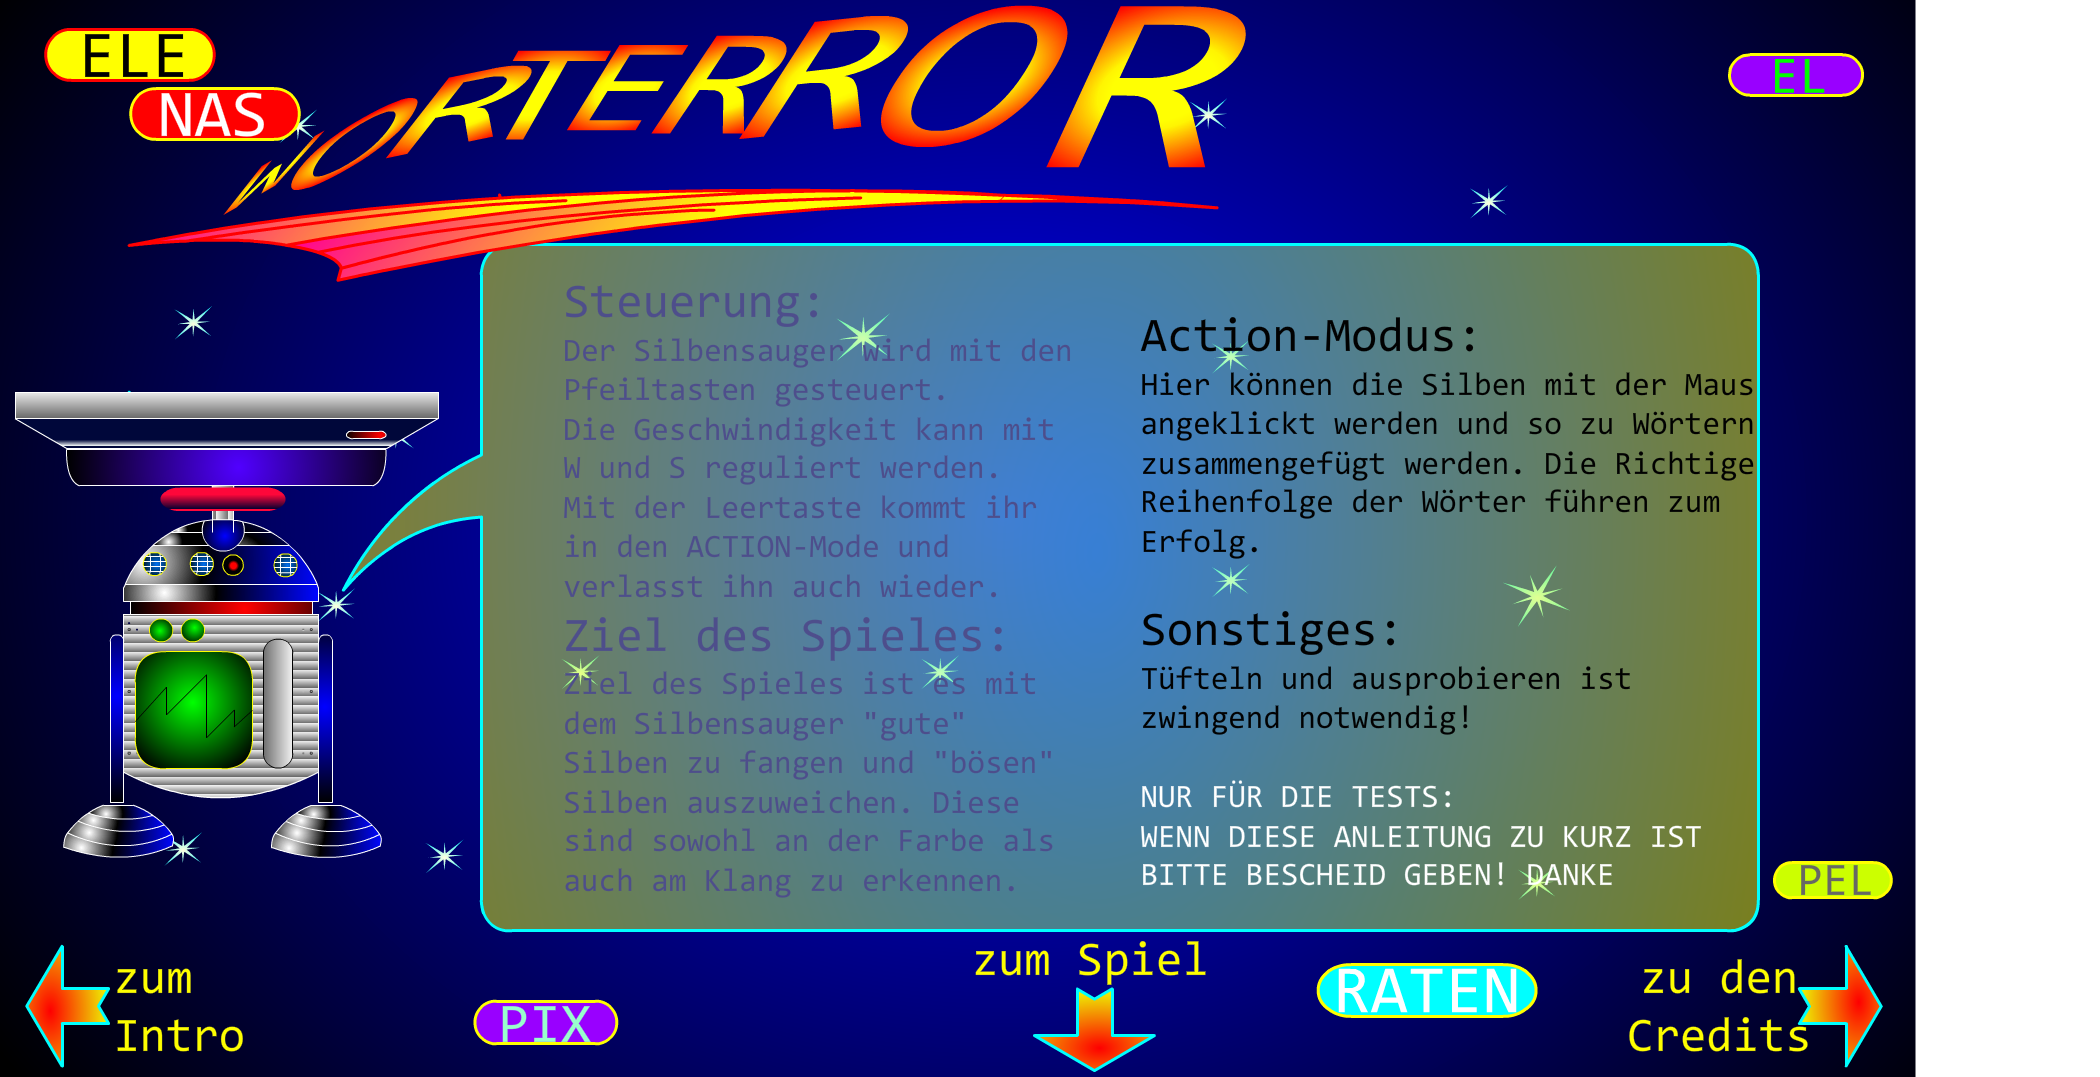 ELE
NAS
WORTERROR
EL
Steuerung:
Der Silbensauger wird mit den
Pfeiltasten gesteuert.
Die Geschwindigkeit kann mit
W und S reguliert werden.
Mit der Leertaste kommt ihr
in den ACTION-Mode und
verlasst ihn auch wieder.
Ziel des Spieles:
Ziel des Spieles ist es mit
dem Silbensauger "gute"
Silben zu fangen und "bösen"
Silben auszuweichen. Diese
sind sowohl an der Farbe als
auch am Klang zu erkennen.
Action-Modus:
Hier können die Silben mit der Maus
angeklickt werden und so zu Wörtern
zusammengefügt werden. Die Richtige
Reihenfolge der Wörter führen zum
Erfolg.
Sonstiges:
Tüfteln und ausprobieren ist
zwingend notwendig!
NUR FÜR DIE TESTS:
WENN DIESE ANLEITUNG ZU KURZ IST
BITTE BESCHEID GEBEN! DANKE
PEL
zum
Intro
PIX
zum Spiel
RATEN
zu den
Credits